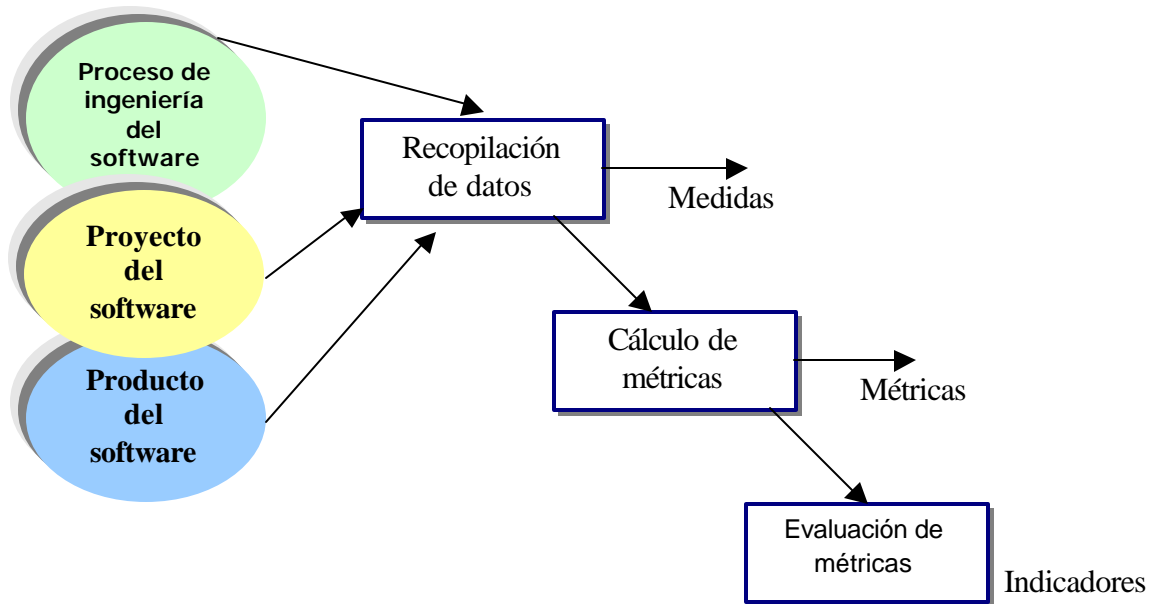 Proceso de
ingeniería
del
software
Proyecto
del
software
Producto
del
software
Recopilación
de datos
Medidas
Cálculo de
métricas
Métricas
Evaluación de
métricas
Indicadores